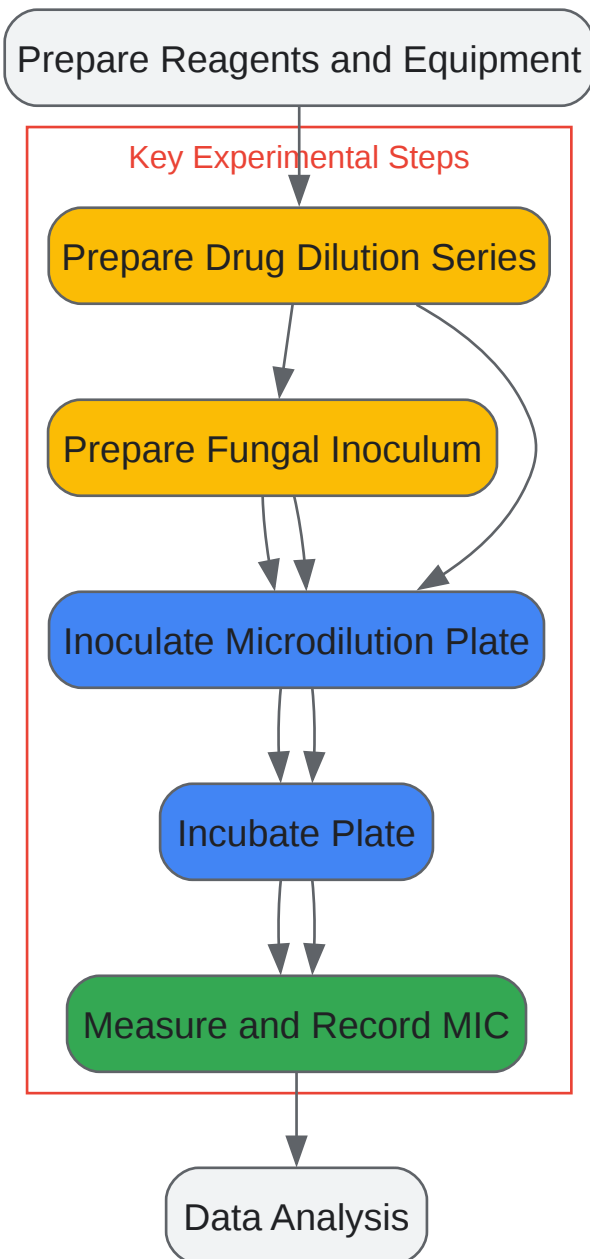 Prepare Reagents and Equipment
Key Experimental Steps
Prepare Drug Dilution Series
Prepare Fungal Inoculum
Inoculate Microdilution Plate
Incubate Plate
Measure and Record MIC
Data Analysis